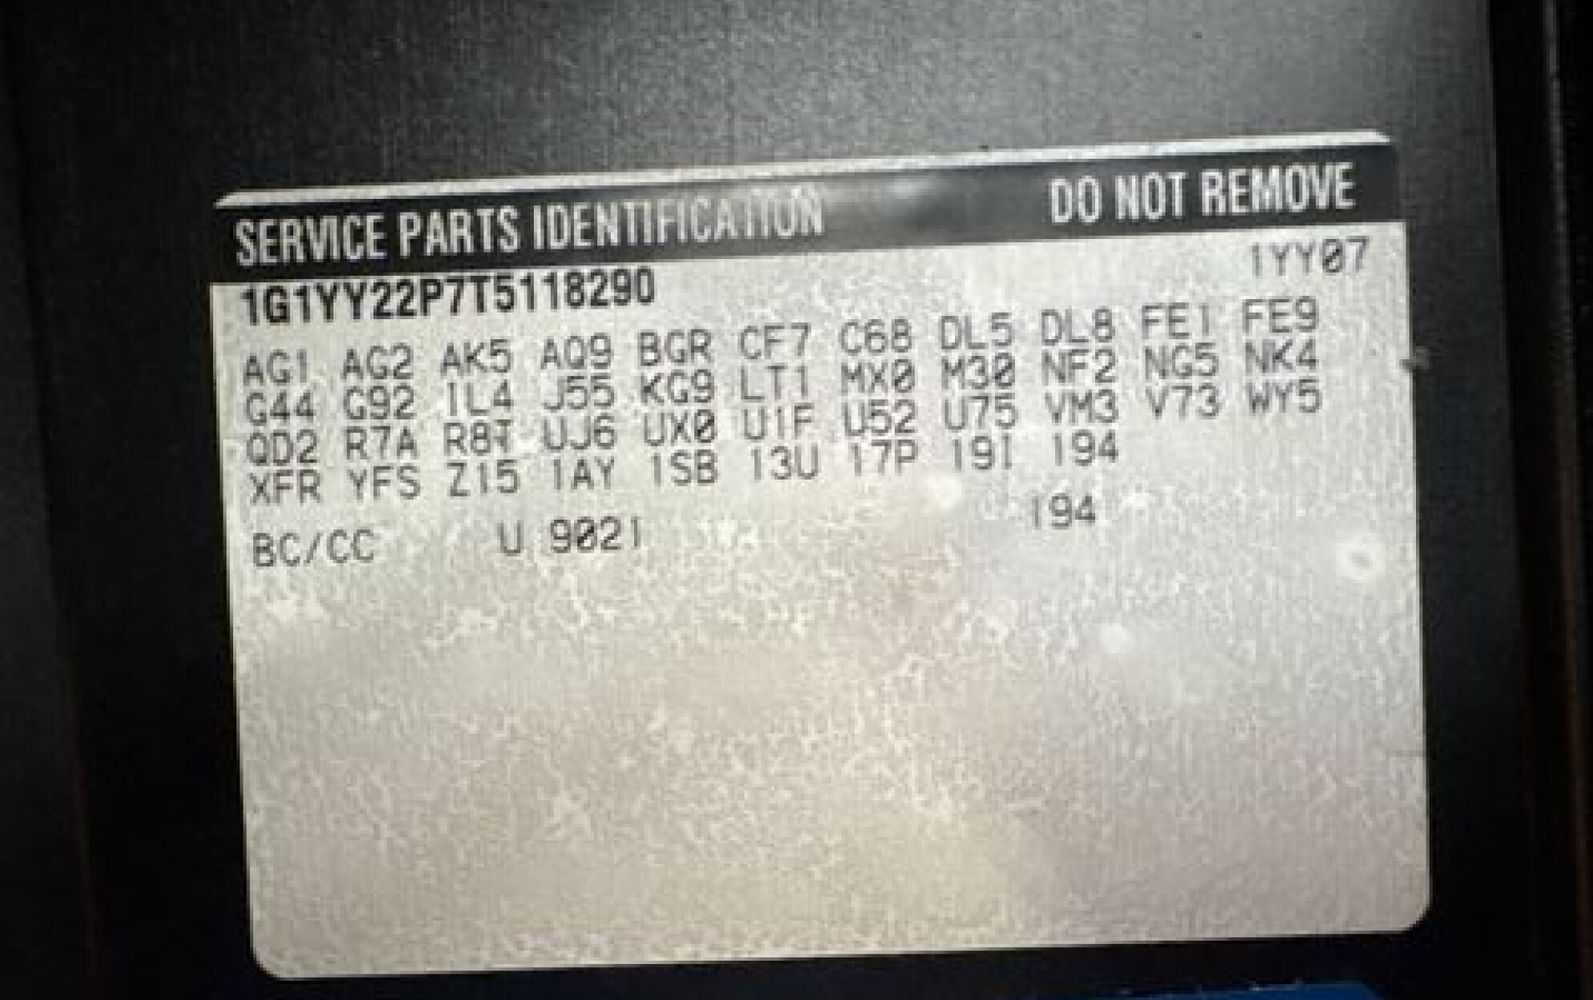 SERVICE PARTS IDENTIFICATION DO NOT REMOVE
1G1YY22P7T5118290 1YY07
AG1 AG2 AK5 AQ9 BGR CF7 C68 DL5 DL8 FE1 FE9
G44 G92 IL4 J55 KG9 LT1 MX0 M30 NF2 NG5 NK4
QD2 R7A R8T UJ6 UX0 U1F U52 U75 VM3 V73 WY5
XFR YFS Z15 1AY 1SB 13U 17P 19I 194
194
BC/CC U 9021